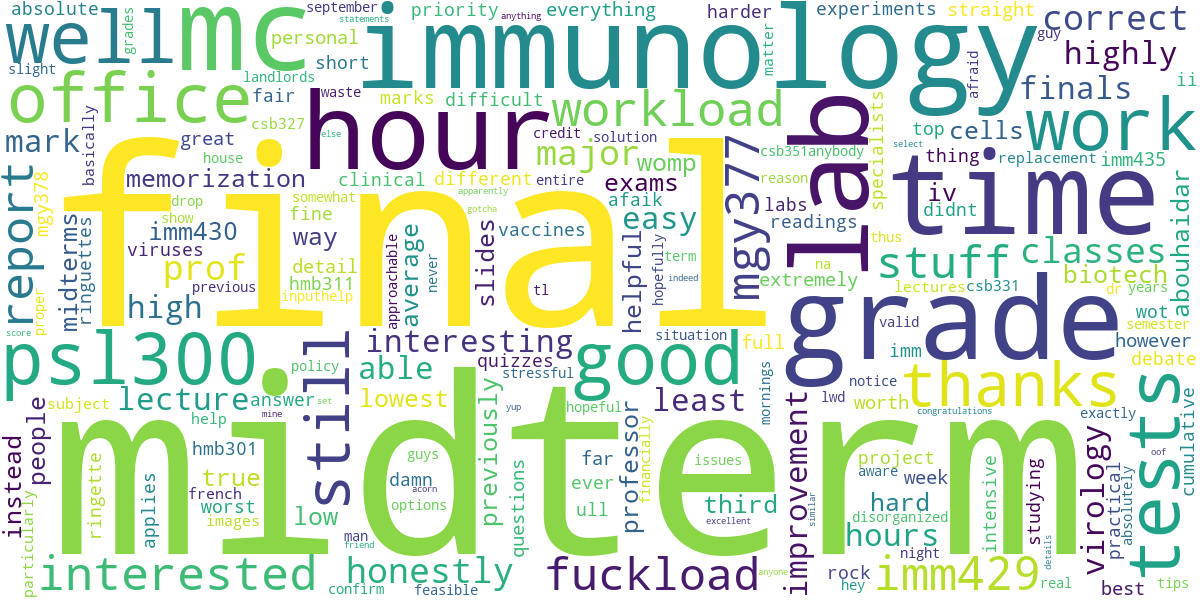 absolute
grades
september
statements
priority
everything
anything
harder
experiments
straight
correct
well
mc
personal
immunology
matter
guy
slight
short
landlords
afraid
highly
ii
office
fair
waste
marks
difficult
workload
lab
specialists
finals
work
mark
basically
great
csb327
hour
else
credit
solution
major
womp
csb351anybody
top
cells
select
house
memorization
clinical
different
entire
reason
thing
replacement
imm435
mgy378
drop
somewhat
apparently
exams
afaik
labs
time
report
show
fine
gotcha
easy
mgy377
readings
iv
didnt
abouhaidar
imm430
way
vaccines
thus
midterms
ringuettes
viruses
detail
approachable
average
slides
helpful
hopefully
term
na
stuff
classes
prof
hmb311
never
indeed
extremely
lectures
csb331
biotech
proper
high
previous
inputhelp
tl
final
grade
dr
years
wot
semester
score
interesting
situation
full
valid
however
psl300
still
policy
able
quizzes
stressful
good
imm
debate
lecture
answer
set
lowest
yup
hopeful
least
mornings
notice
lwd
worth
thanks
exactly
tests
subject
help
mine
previously
professor
improvement
congratulations
people
hmb301
guys
far
issues
financially
project
virology
oof
cumulative
instead
ringette
applies
true
french
damn
questions
ever
third
similar
aware
week
hard
intensive
studying
practical
absolutely
worst
images
acorn
options
ull
excellent
disorganized
particularly
low
man
friend
hours
details
night
real
tips
midterm
interested
confirm
honestly
feasible
fuckload
anyone
rock
hey
imm429
best